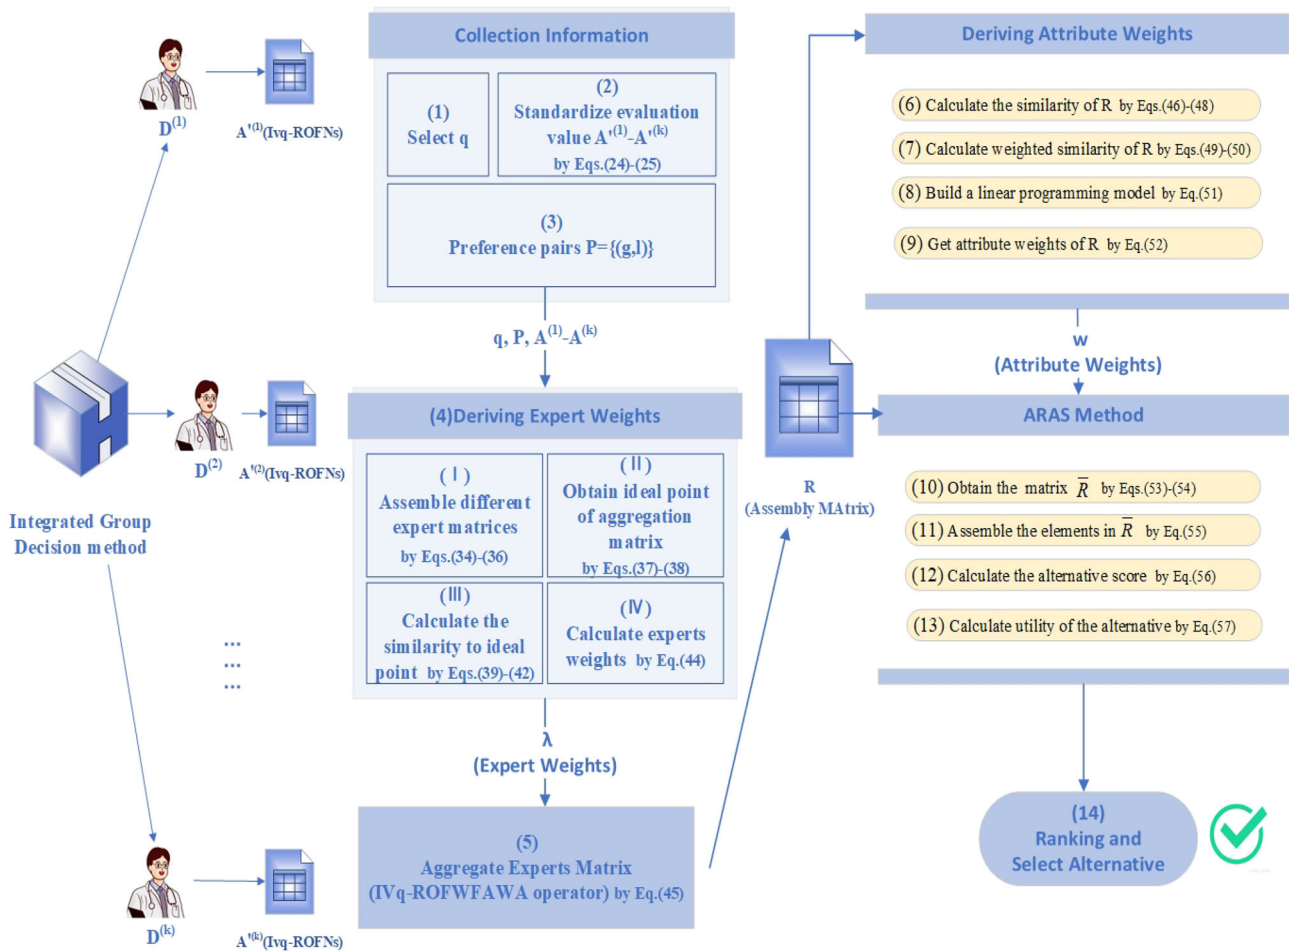 D(1)
A'(1)(Ivq-ROFNs)
D(2)
A'(2)(Ivq-ROFNs)
Integrated Group
Decision method
...
...
...
D(k)
A'(k)(Ivq-ROFNs)
Collection Information
(1)
Select q
(2)
Standardize evaluation
value A'(1)-A'(k)
by Eqs.(24)-(25)
(3)
Preference pairs P={(g,l)}
q, P, A(1)-A(k)
(4)Deriving Expert Weights
(Ⅰ)
Assemble different
expert matrices
by Eqs.(34)-(36)
(Ⅱ)
Obtain ideal point
of aggregation
matrix
by Eqs.(37)-(38)
(Ⅲ)
Calculate the
similarity to ideal
point by Eqs.(39)-(42)
(Ⅳ)
Calculate experts
weights by Eq.(44)
λ
(Expert Weights)
(5)
Aggregate Experts Matrix
(IVq-ROFWFAWA operator) by Eq.(45)
R
(Assembly MAtrix)
Deriving Attribute Weights
(6) Calculate the similarity of R by Eqs.(46)-(48)
(7) Calculate weighted similarity of R by Eqs.(49)-(50)
(8) Build a linear programming model by Eq.(51)
(9) Get attribute weights of R by Eq.(52)
w
(Attribute Weights)
ARAS Method
(10) Obtain the matrix R̅ by Eqs.(53)-(54)
(11) Assemble the elements in R̅ by Eq.(55)
(12) Calculate the alternative score by Eq.(56)
(13) Calculate utility of the alternative by Eq.(57)
(14)
Ranking and
Select Alternative